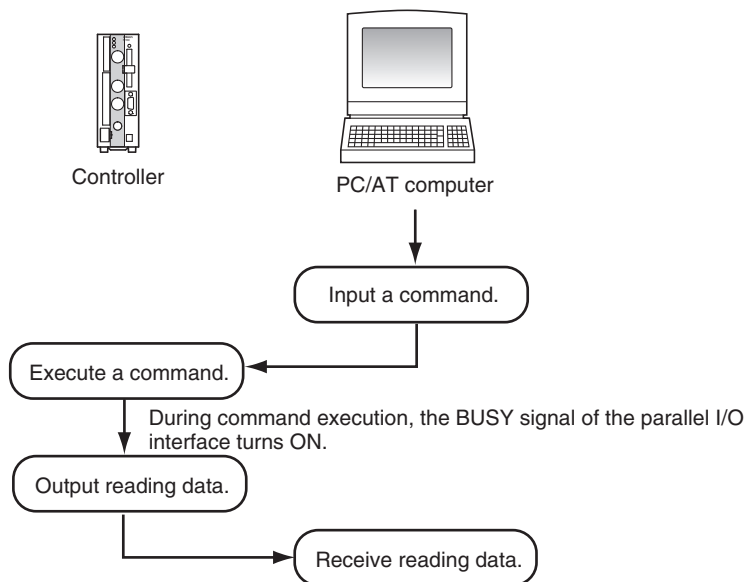 Controller
PC/AT computer
Input a command.
Execute a command.
During command execution, the BUSY signal of the parallel I/O
interface turns ON.
Output reading data.
Receive reading data.